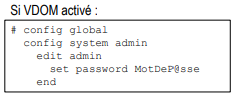 Si VDOM activé :
# config global
config system admin
edit admin
set password MotDeP@sse
end